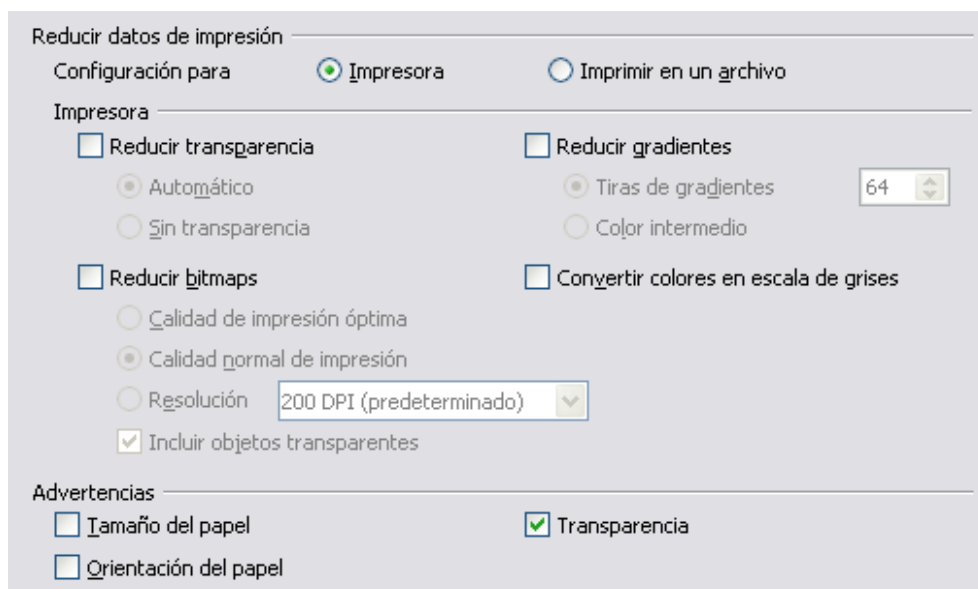 Reducir datos de impresión
Configuración para Impresora Imprimir en un archivo
Impresora
Reducir transparencia Reducir gradientes
Automático Tiras de gradientes 64
Sin transparencia Color intermedio
Reducir bitmaps Convertir colores en escala de grises
Calidad de impresión óptima
Calidad normal de impresión
Resolución 200 DPI (predeterminado)
Incluir objetos transparentes
Advertencias
Tamaño del papel Transparencia
Orientación del papel